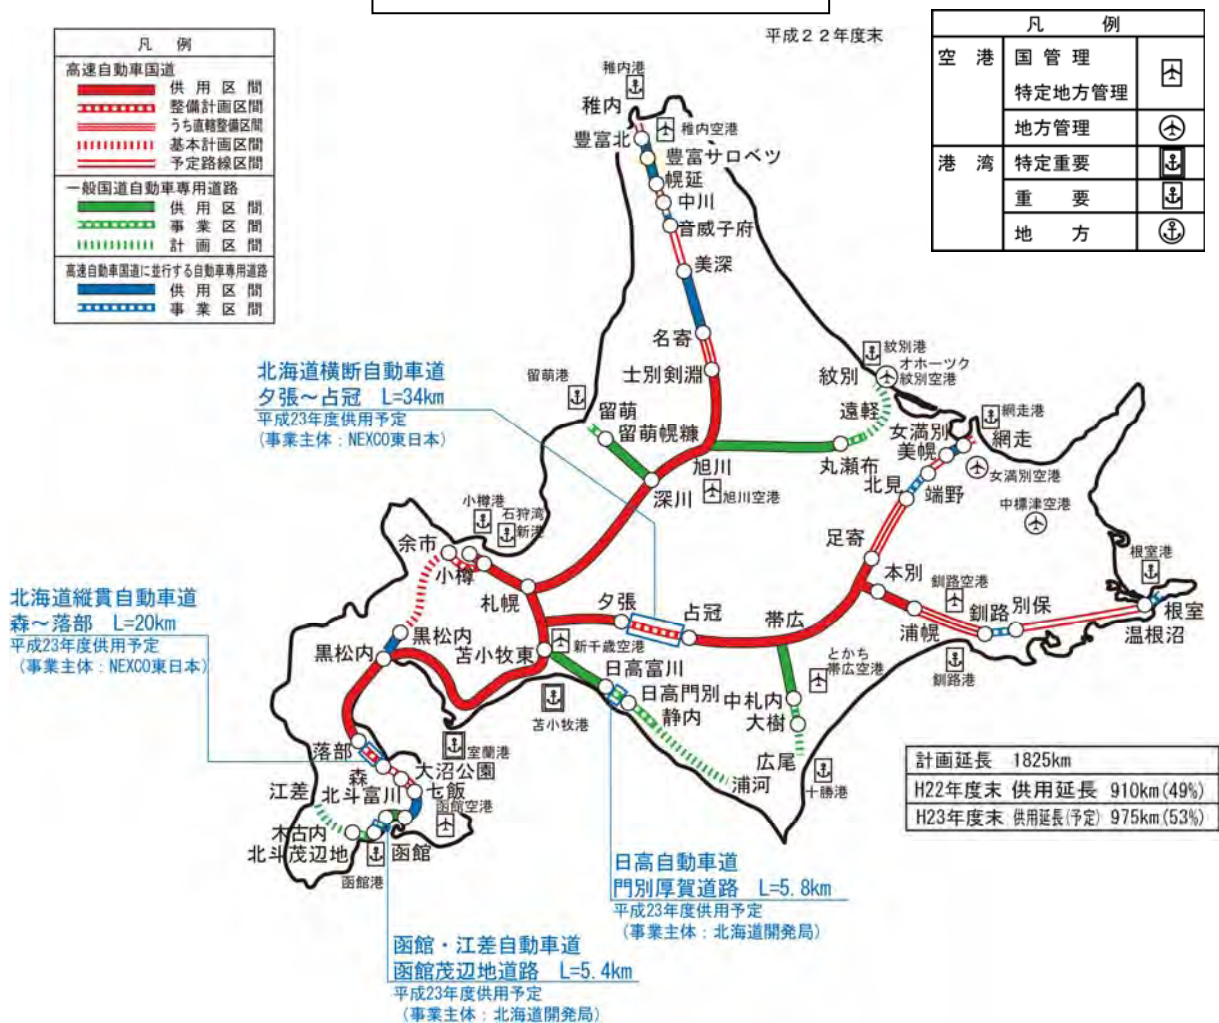 平成２２年度末
凡 例
高速自動車国道
供 用 区 間
整備計画区間
うち直轄整備区間
基本計画区間
予定路線区間
一般国道自動車専用道路
供 用 区 間
事 業 区 間
計 画 区 間
高速自動車国道に並行する自動車専用道路
供 用 区 間
事 業 区 間
凡 例
空 港
国 管 理
特定地方管理
地方管理
港 湾
特定重要
重 要
地 方
稚内港
稚内
稚内空港
豊富北
豊富サロベツ
幌延
中川
音威子府
美深
名寄
士別剣淵
紋別港
オホーツク
紋別空港
紋別
遠軽
北海道横断自動車道
夕張～占冠 L=34km
平成23年度供用予定
（事業主体：NEXCO東日本）
留萌港
留萌
留萌幌糠
旭川
深川
旭川空港
丸瀬布
網走港
女満別
網走
美幌
女満別空港
北見
端野
中標津空港
小樽港
石狩湾
新港
余市
小樽
札幌
足寄
本別
釧路空港
根室港
根室
温根沼
釧路
別保
浦幌
釧路港
北海道縦貫自動車道
森～落部 L=20km
平成23年度供用予定
（事業主体：NEXCO東日本）
夕張
占冠
帯広
黒松内
黒松内
苫小牧東
新千歳空港
日高富川
日高門別
静内
とかち
帯広空港
中札内
大樹
広尾
十勝港
浦河
苫小牧港
室蘭港
落部
森
大沼公園
七飯
北斗富川
函館空港
江差
木古内
北斗茂辺地
函館
函館港
計画延長 1825km
H22年度末 供用延長 910km(49%)
H23年度末 供用延長(予定) 975km(53%)
日高自動車道
門別厚賀道路 L=5.8km
平成23年度供用予定
（事業主体：北海道開発局）
函館・江差自動車道
函館茂辺地道路 L=5.4km
平成23年度供用予定
（事業主体：北海道開発局）